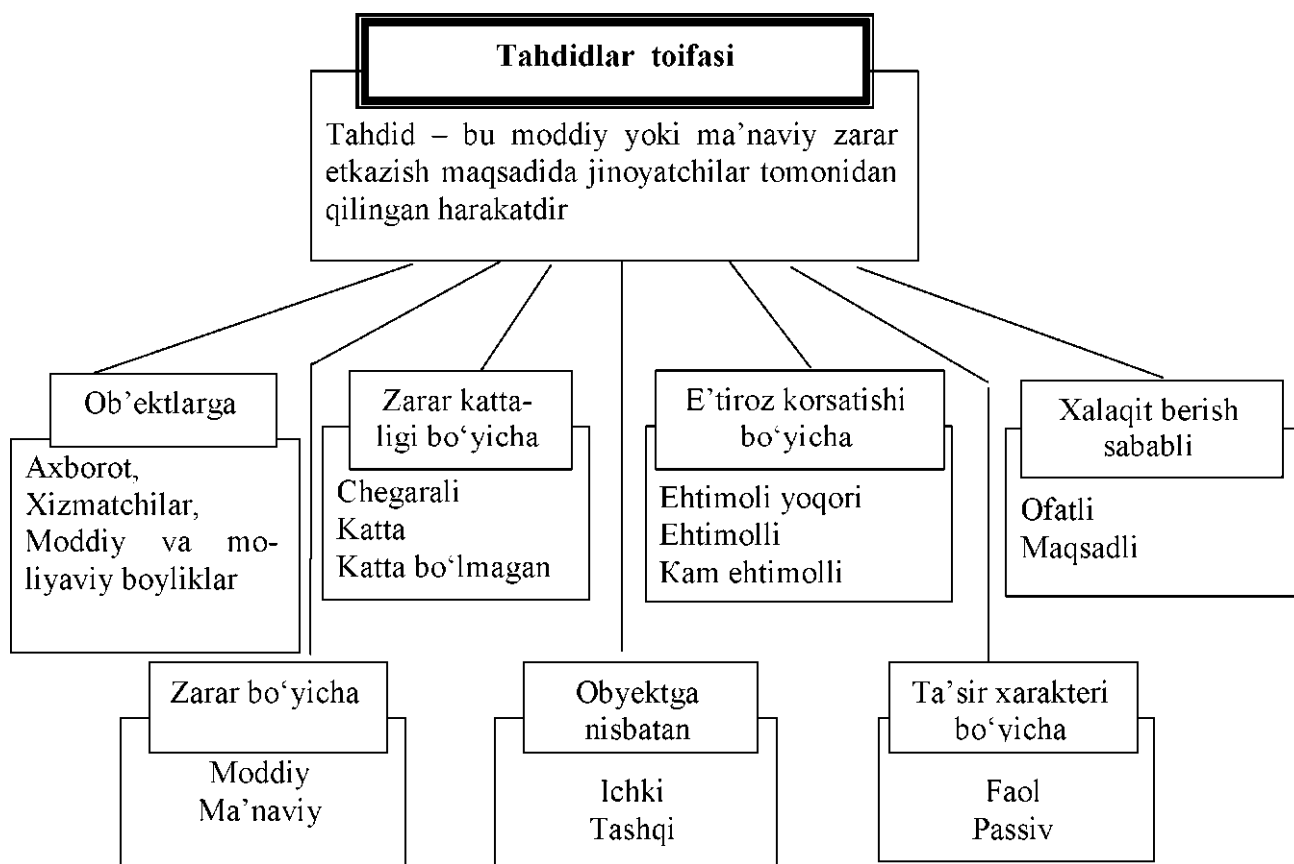 Tahdidlar toifasi
Tahdid – bu moddiy yoki ma’naviy zarar
etkazish maqsadida jinoyatchilar tomonidan
qilingan harakatdir
Ob’ektlarga
Axborot,
Xizmatchilar,
Moddiy va mo-
liyaviy boyliklar
Zarar katta-
ligi bo‘yicha
Chegarali
Katta
Katta bo‘lmagan
E’tiroz korsatishi
bo‘yicha
Ehtimoli yoqori
Ehtimolli
Kam ehtimolli
Xalaqit berish
sababli
Ofatli
Maqsadli
Zarar bo‘yicha
Moddiy
Ma’naviy
Obyektga
nisbatan
Ichki
Tashqi
Ta’sir xarakteri
bo‘yicha
Faol
Passiv